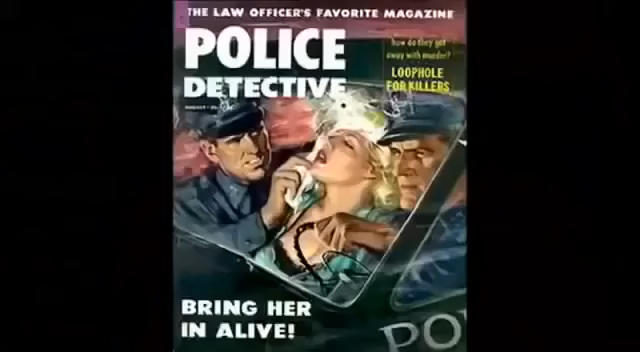 THE LAW OFFICER'S FAVORITE MAGAZINE
POLICE
DETECTIVE
how do they get
away with murder?
LOOPHOLE
FOR KILLERS
BRING HER
IN ALIVE!
PO